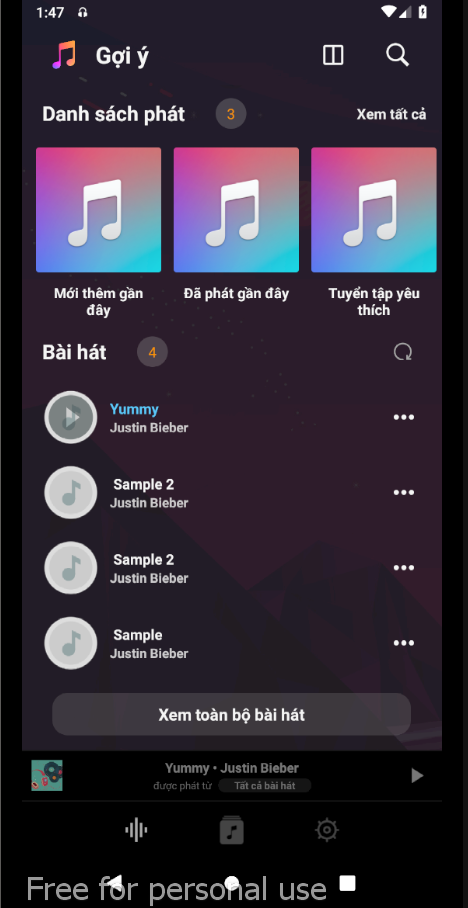 1:47
Gợi ý
Danh sách phát 3 Xem tất cả
Mới thêm gần đây
Đã phát gần đây
Tuyển tập yêu thích
Bài hát 4
Yummy
Justin Bieber
Sample 2
Justin Bieber
Sample 2
Justin Bieber
Sample
Justin Bieber
Xem toàn bộ bài hát
Yummy • Justin Bieber
được phát từ Tất cả bài hát
Free for personal use